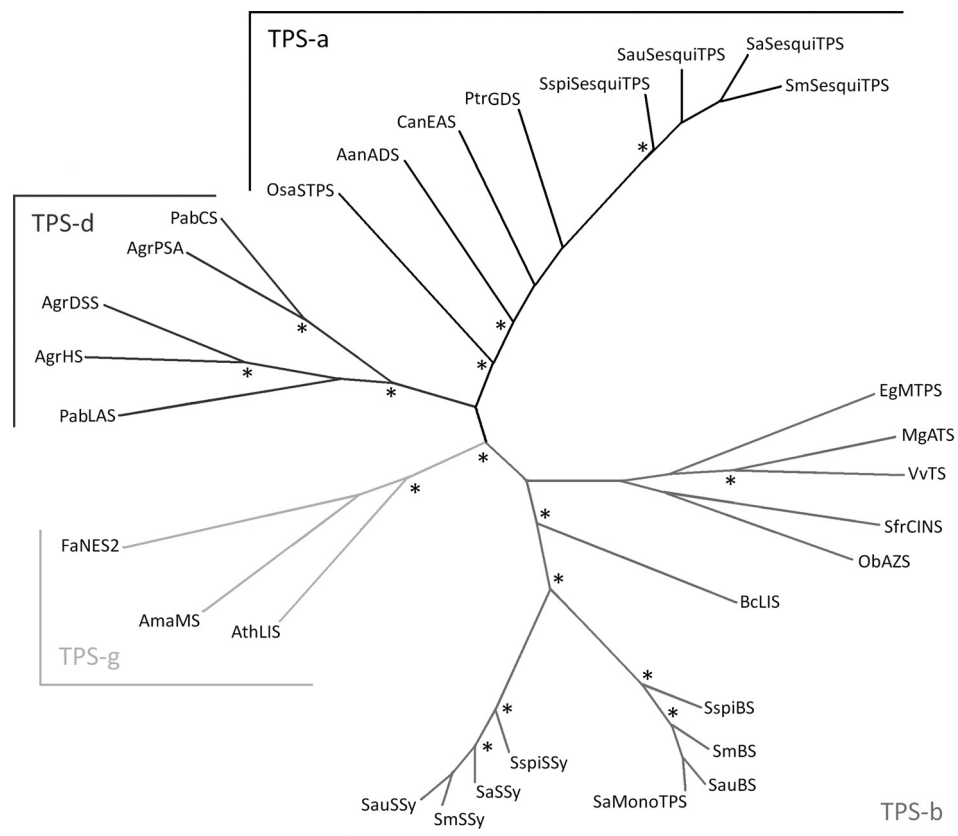 TPS-a
SaSesquiTPS
SauSesquiTPS
SspiSesquiTPS
SmSesquiTPS
PtrGDS
CanEAS
*
AanADS
OsaSTPS
TPS-d
PabCS
AgrPSA
AgrDSS
*
*
AgrHS
*
*
*
PabLAS
EgMTPS
MgATS
*
VvTS
*
*
*
SfrCINS
FaNES2
ObAZS
*
BcLIS
AmaMS
AthLIS
TPS-g
*
SspiBS
*
*
*
SmBS
SspiSSy
SauBS
SaSSy
SaMonoTPS
SauSSy
SmSSy
TPS-b